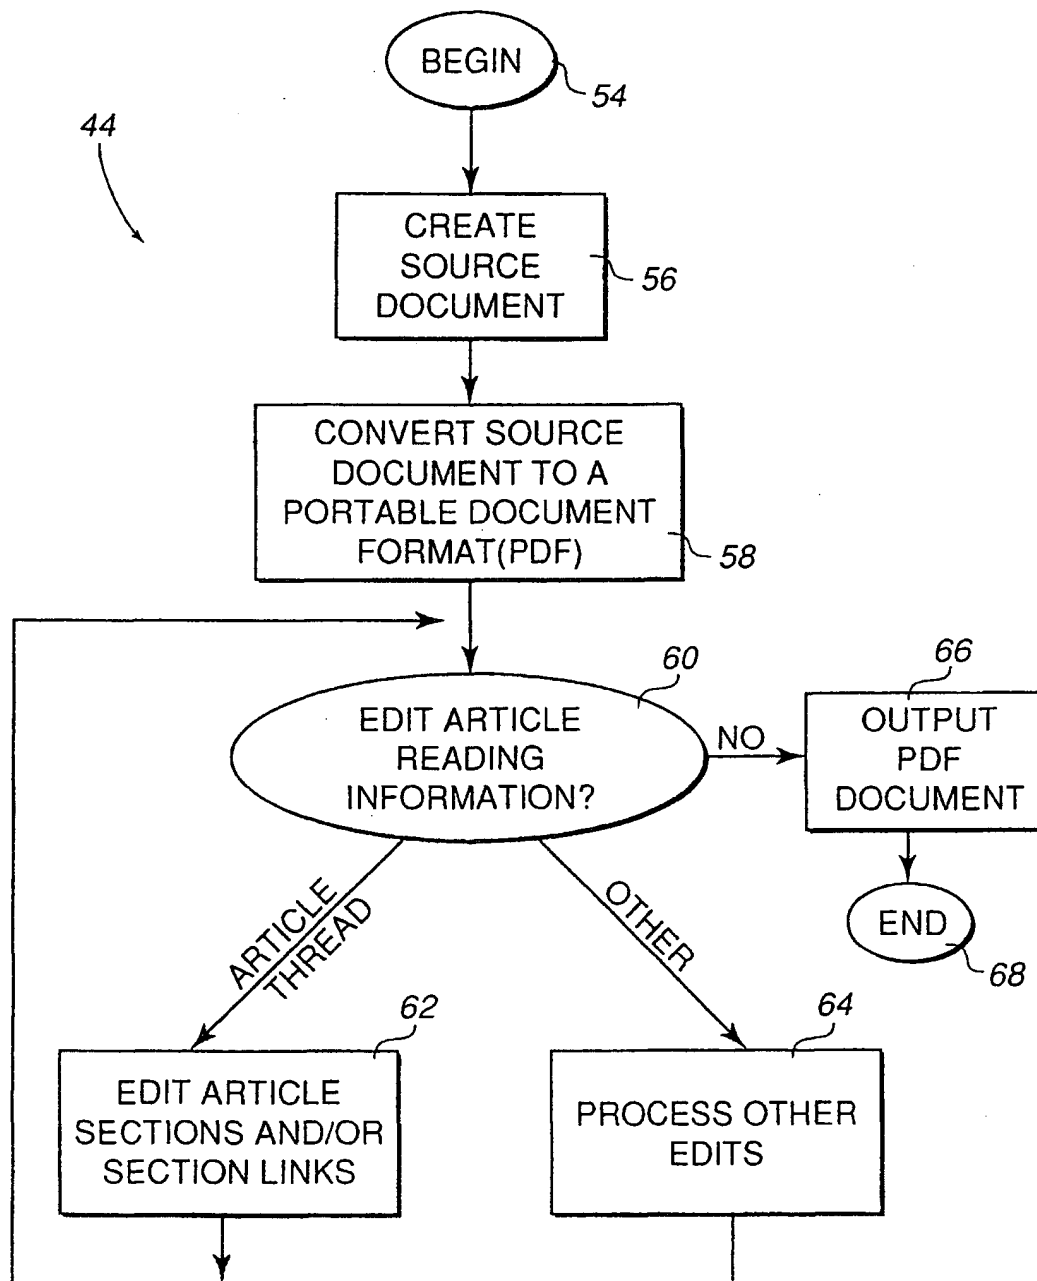 BEGIN
54
44
CREATE
SOURCE
DOCUMENT
56
CONVERT SOURCE
DOCUMENT TO A
PORTABLE DOCUMENT
FORMAT(PDF)
58
60
EDIT ARTICLE
READING
INFORMATION?
NO
66
OUTPUT
PDF
DOCUMENT
END
68
ARTICLE
THREAD
OTHER
62
EDIT ARTICLE
SECTIONS AND/OR
SECTION LINKS
64
PROCESS OTHER
EDITS